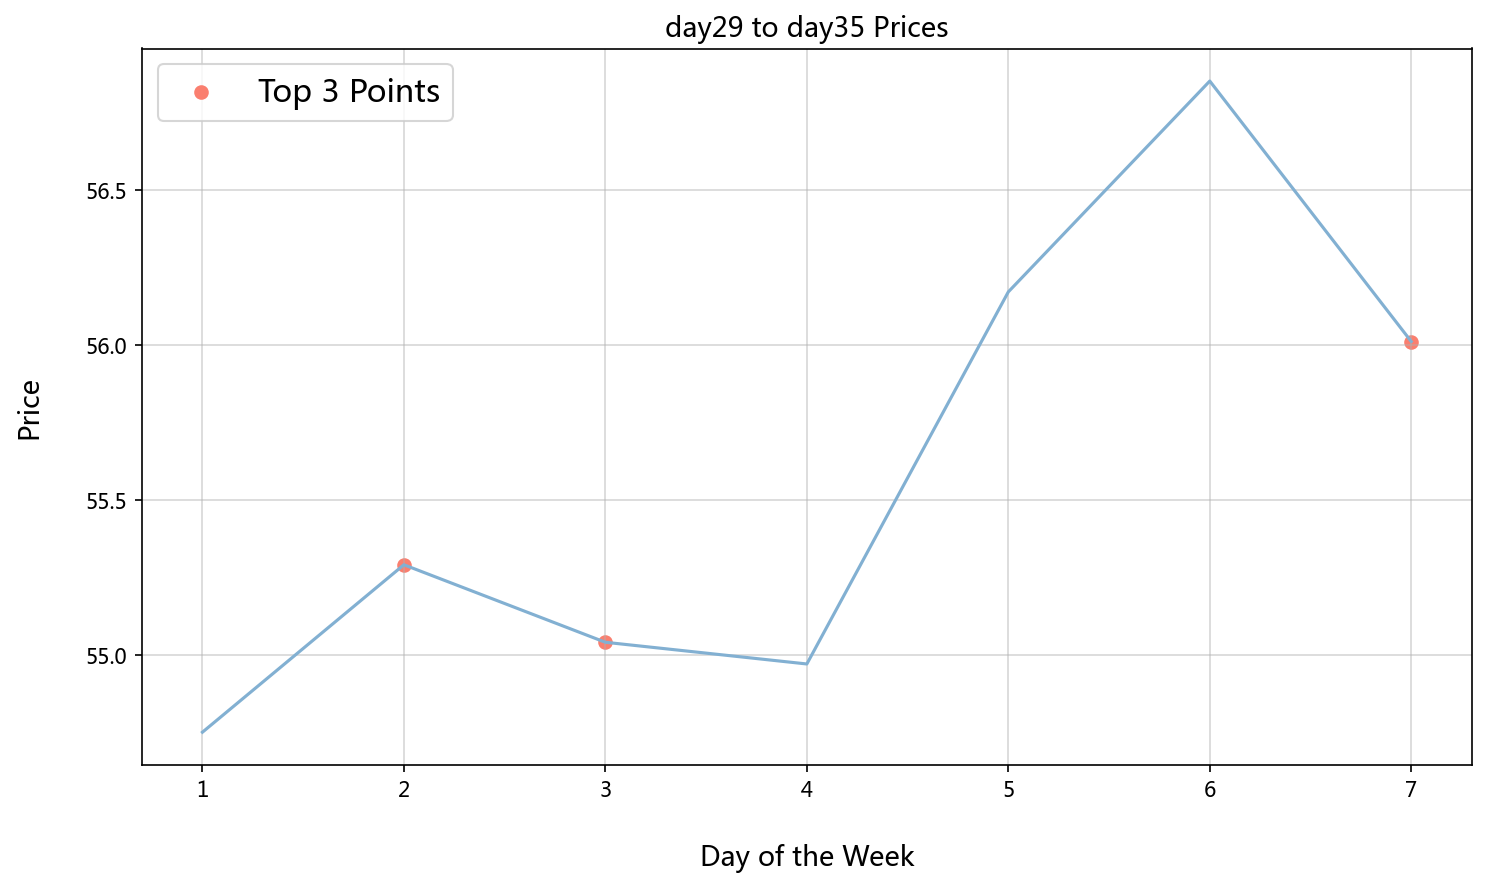 day29 to day35 Prices
Top 3 Points
56.5
56.0
55.5
55.0
Price
1 2 3 4 5 6 7
Day of the Week